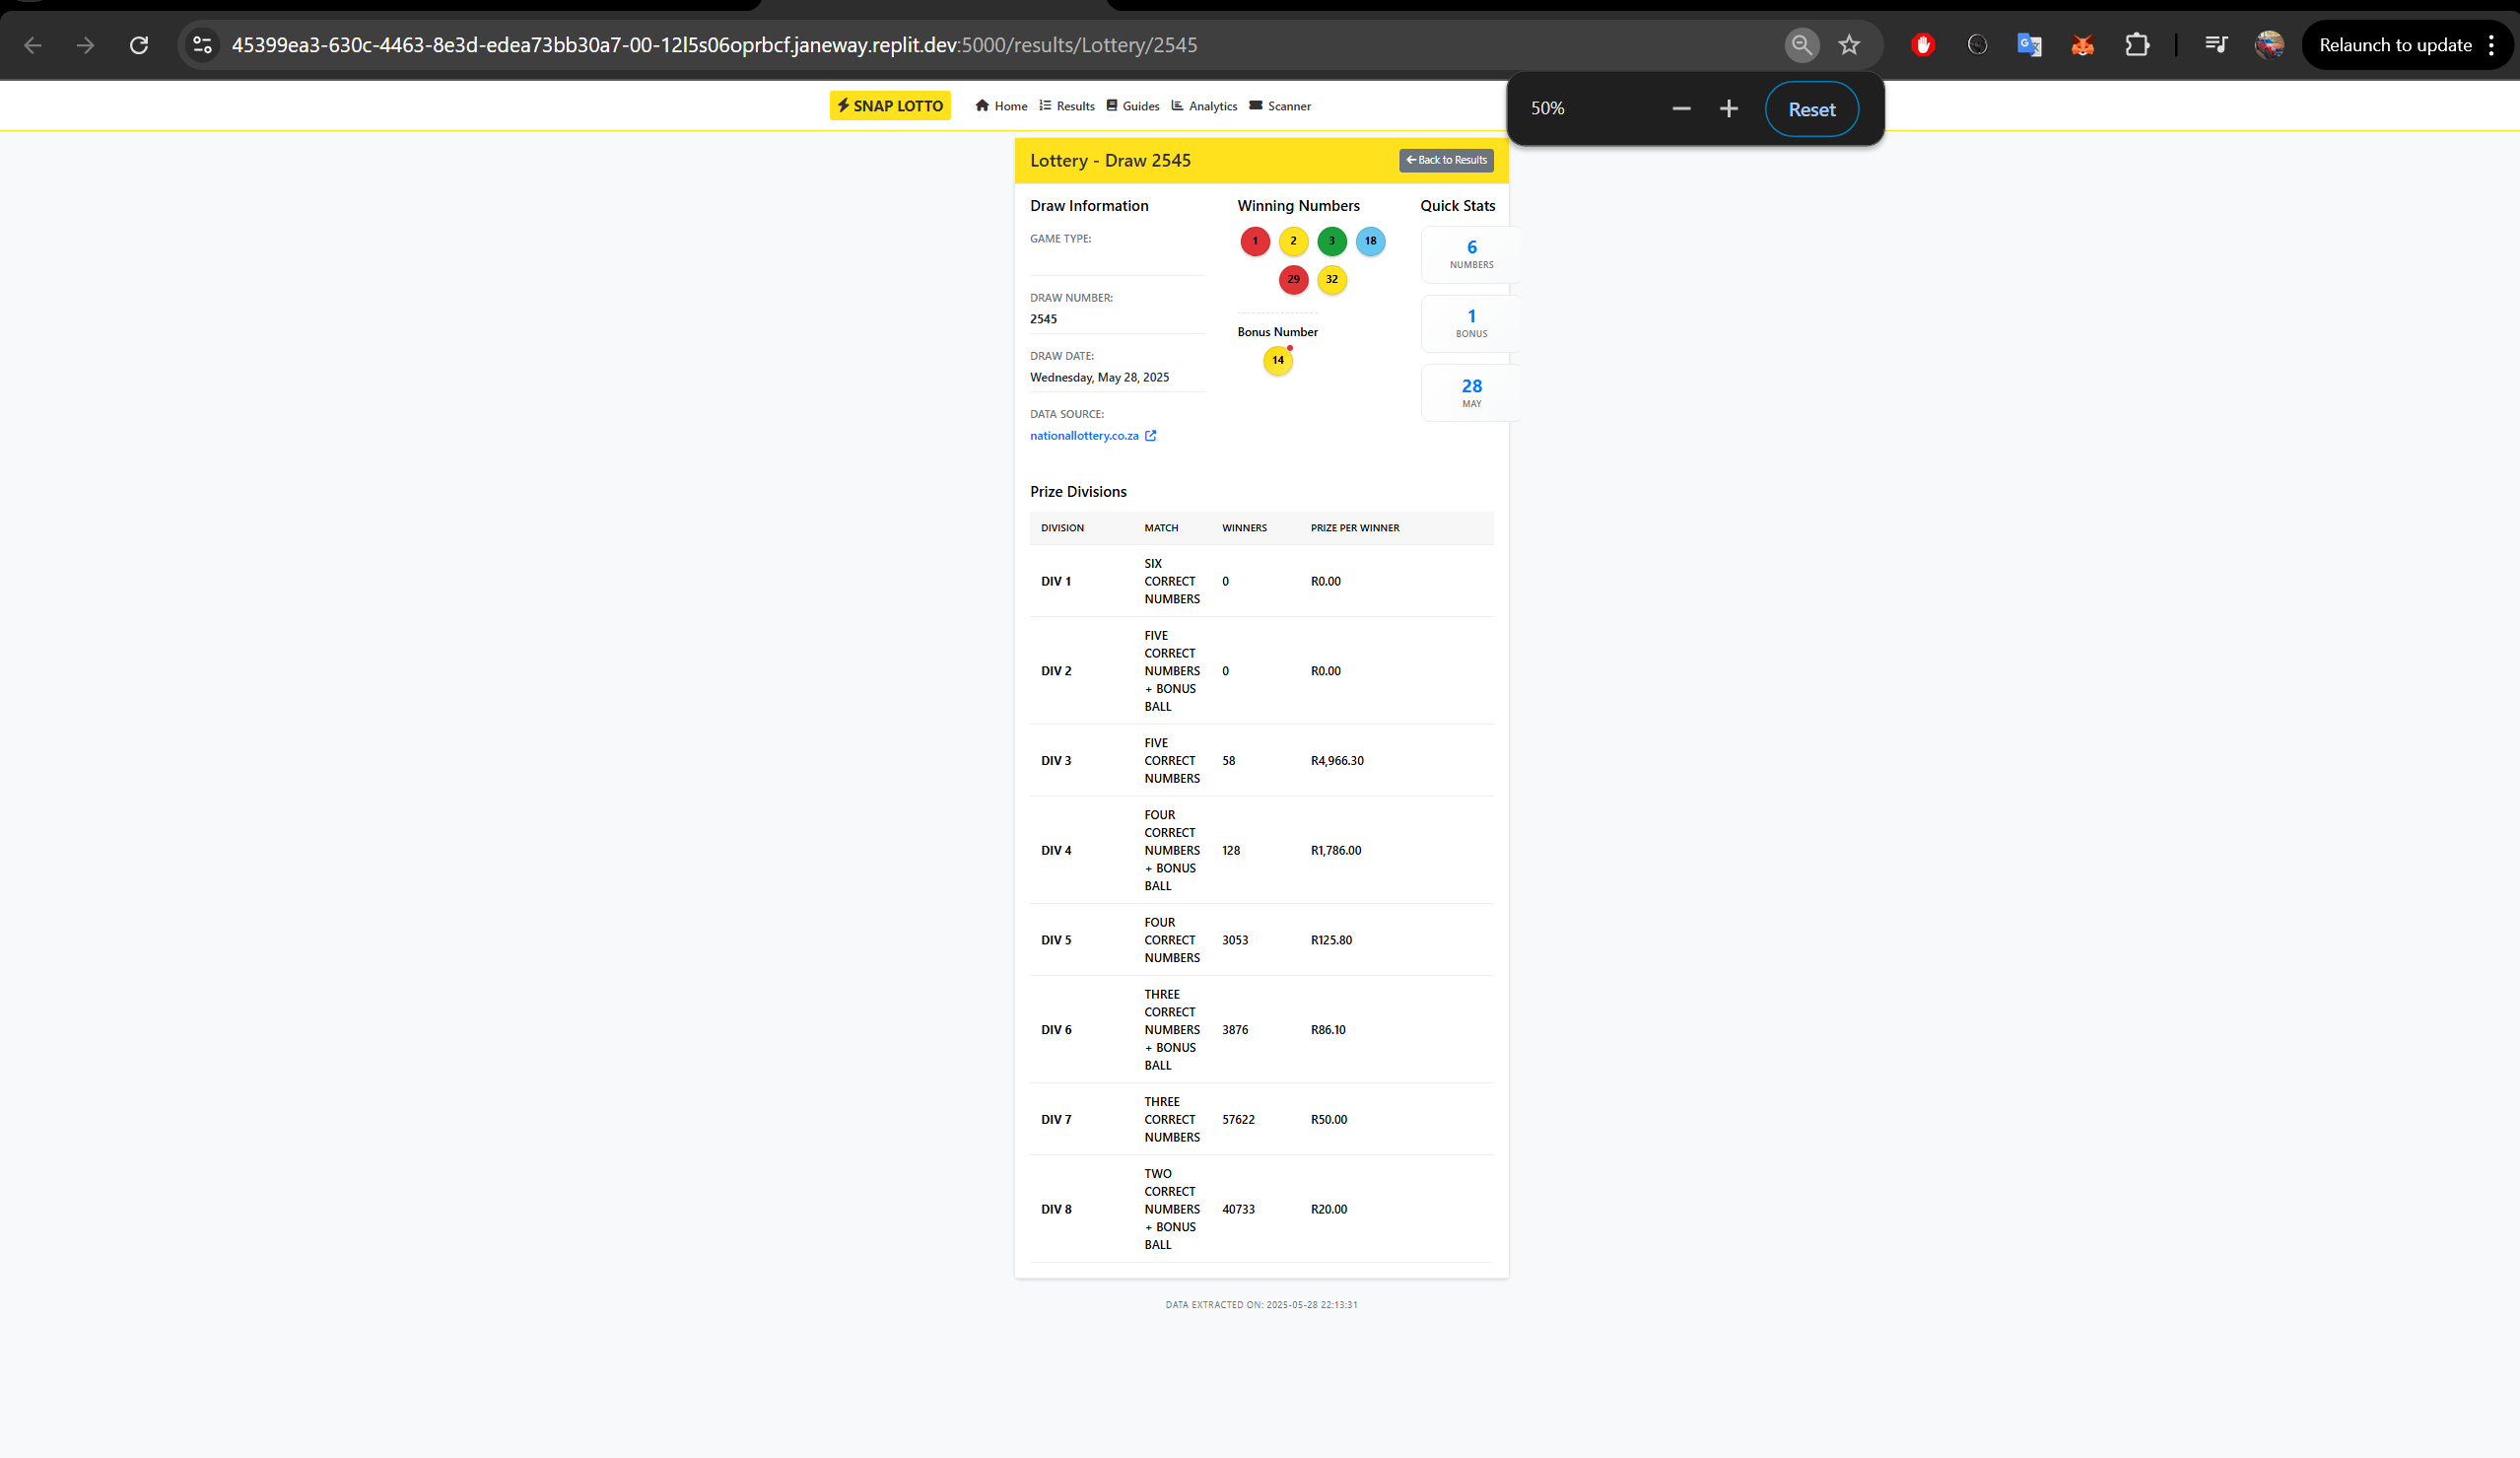 45399ea3-630c-4463-8e3d-edea73bb30a7-00-12l5s06oprbcf.janeway.replit.dev:5000/results/Lottery/2545
Relaunch to update
50%
Reset
SNAP LOTTO
Home
Results
Guides
Analytics
Scanner
Lottery - Draw 2545
Back to Results
Draw Information
GAME TYPE:
DRAW NUMBER:
2545
DRAW DATE:
Wednesday, May 28, 2025
DATA SOURCE:
nationallottery.co.za
Winning Numbers
1 2 3 18
29 32
Bonus Number
14
Quick Stats
6
NUMBERS
1
BONUS
28
MAY
Prize Divisions
DIVISION MATCH WINNERS PRIZE PER WINNER
SIX
CORRECT
NUMBERS
DIV 1 0 R0.00
FIVE
CORRECT
NUMBERS
+ BONUS
BALL
DIV 2 0 R0.00
FIVE
CORRECT
NUMBERS
DIV 3 58 R4,966.30
FOUR
CORRECT
NUMBERS
+ BONUS
BALL
DIV 4 128 R1,786.00
FOUR
CORRECT
NUMBERS
DIV 5 3053 R125.80
THREE
CORRECT
NUMBERS
+ BONUS
BALL
DIV 6 3876 R86.10
THREE
CORRECT
NUMBERS
DIV 7 57622 R50.00
TWO
CORRECT
NUMBERS
+ BONUS
BALL
DIV 8 40733 R20.00
DATA EXTRACTED ON: 2025-05-28 22:13:31